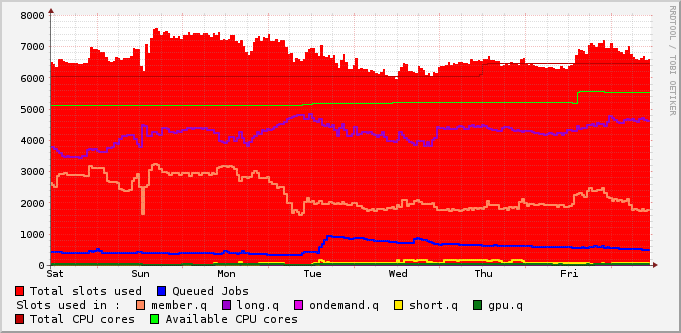 8000
7000
6000
5000
4000
3000
2000
1000
0
Sat Sun Mon Tue Wed Thu Fri
Total slots used Queued Jobs
Slots used in : member.q long.q ondemand.q short.q gpu.q
Total CPU cores Available CPU cores
RRDTOOL / TOBI OETIKER